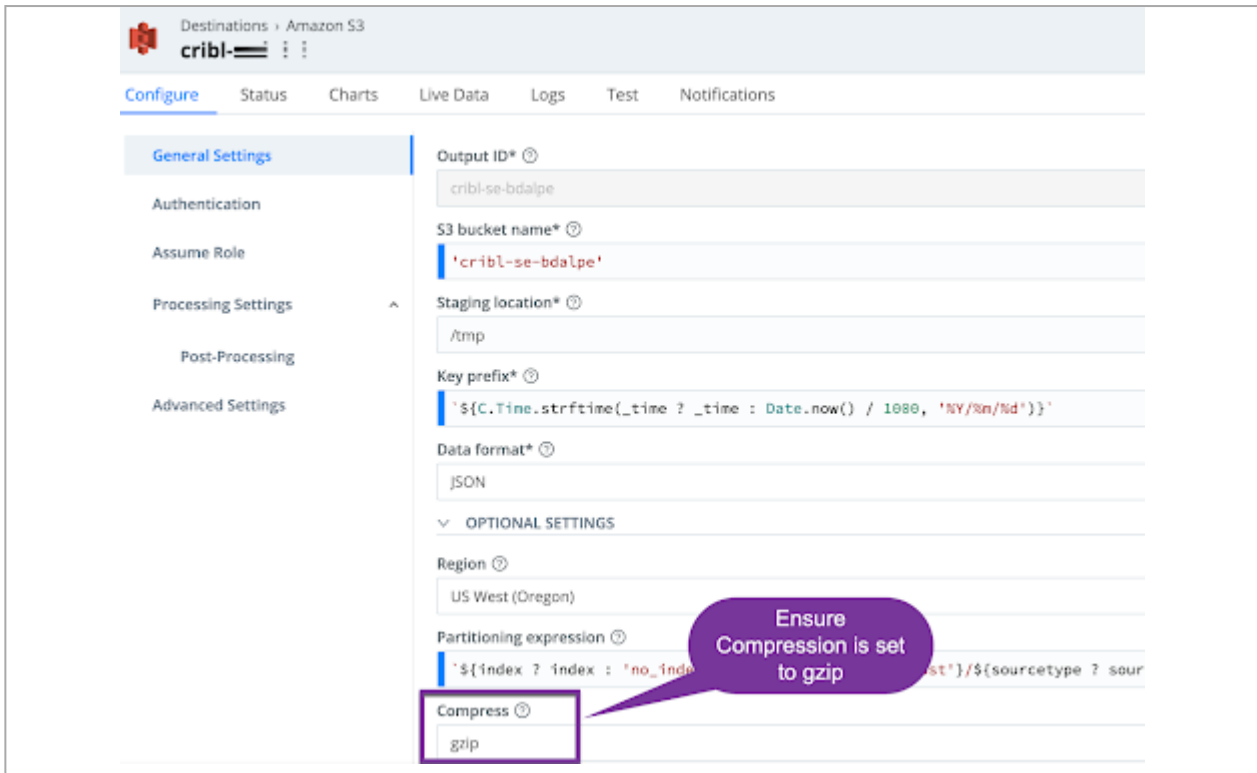 Destinations › Amazon S3
cribl-
Configure Status Charts Live Data Logs Test Notifications
General Settings
Authentication
Assume Role
Processing Settings
Post-Processing
Advanced Settings
Output ID* ?
cribl-se-bdalpe
S3 bucket name* ?
'cribl-se-bdalpe'
Staging location* ?
/tmp
Key prefix* ?
`${C.Time.strftime(_time ? _time : Date.now() / 1000, '%Y/%m/%d')}`
Data format* ?
JSON
OPTIONAL SETTINGS
Region ?
US West (Oregon)
Partitioning expression ?
`${index ? index : 'no_inde st'}/${sourcetype ? sour
Compress ?
gzip
Ensure
Compression is set
to gzip